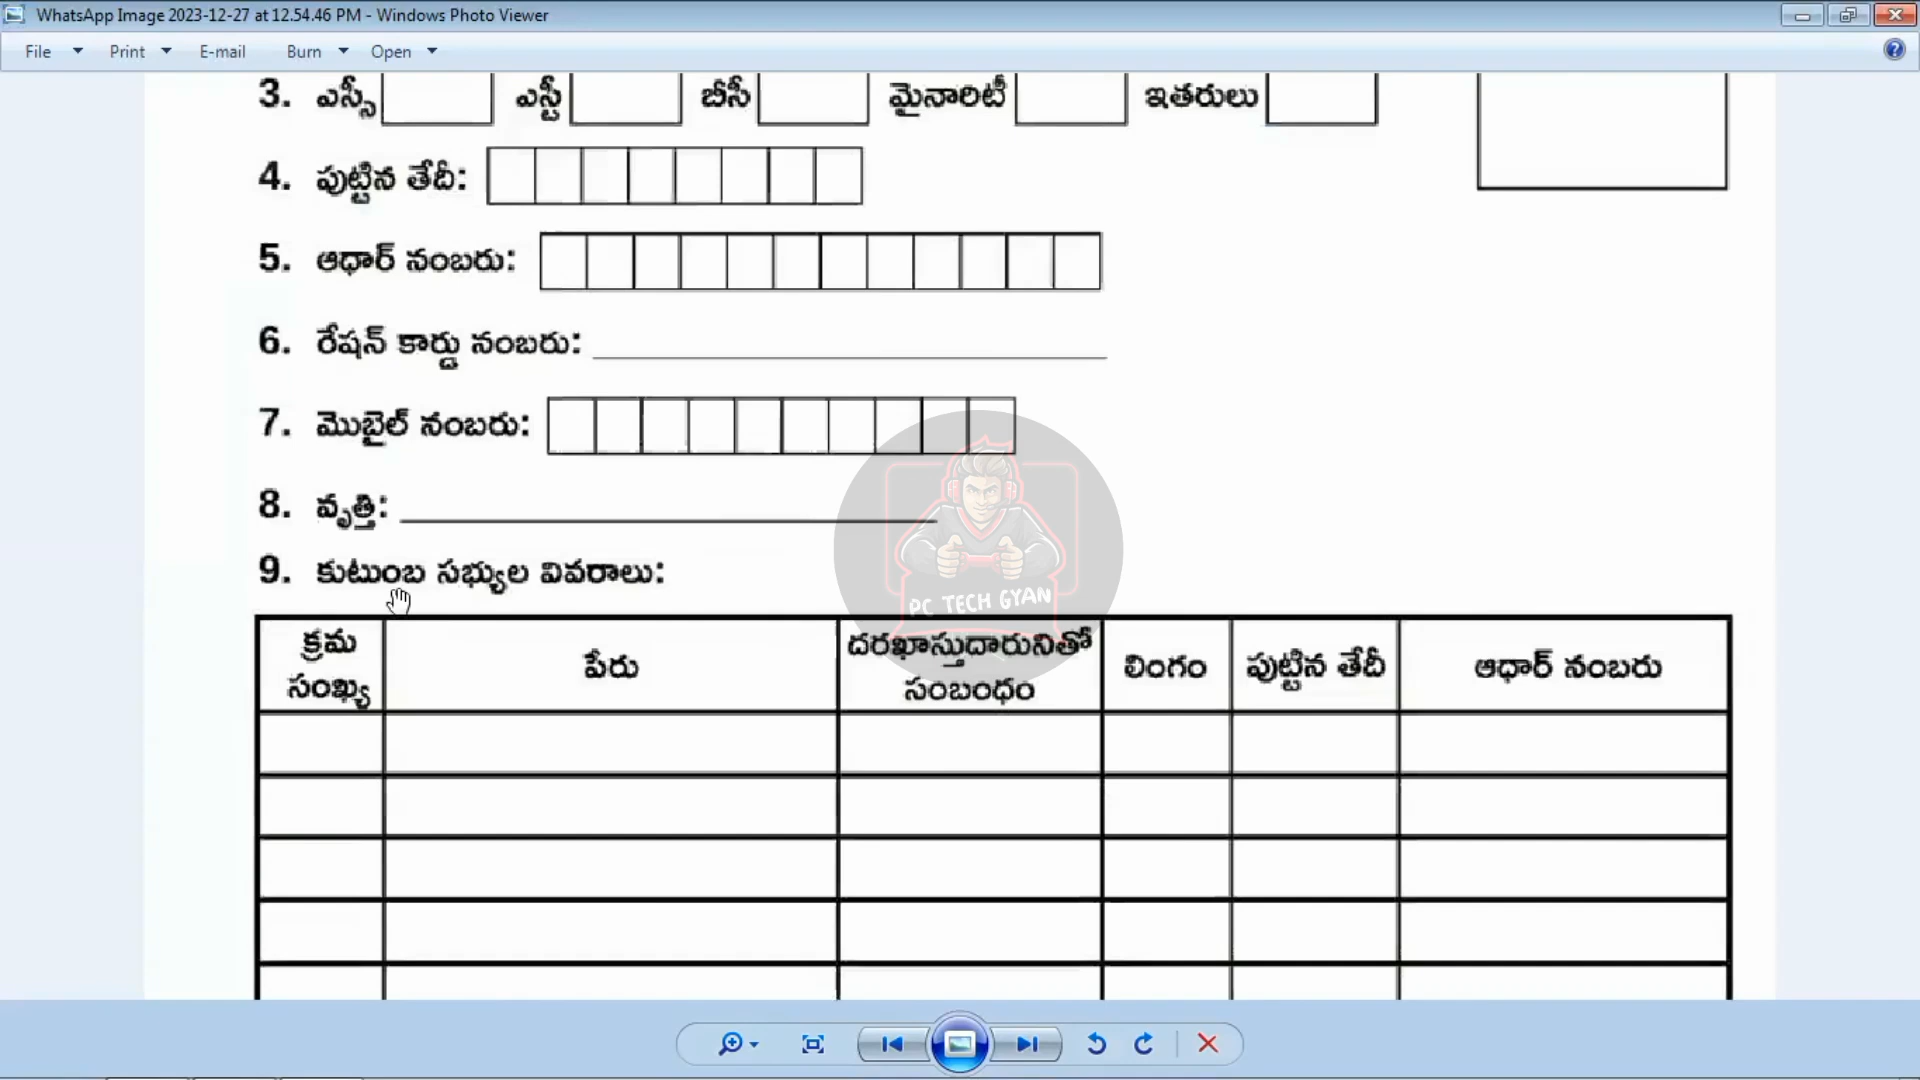 WhatsApp Image 2023-12-27 at 12.54.46 PM - Windows Photo Viewer
File Print E-mail Burn Open
3. ఎస్సీ ఎస్టీ బీసీ మైనారిటీ ఇతరులు
4. పుట్టిన తేదీ:
5. ఆధార్ నంబరు:
6. రేషన్ కార్డు నంబరు:
7. మొబైల్ నంబరు:
8. వృత్తి:
9. కుటుంబ సభ్యుల వివరాలు:
క్రమ సంఖ్య పేరు దరఖాస్తుదారునితో సంబంధం లింగం పుట్టిన తేదీ ఆధార్ నంబరు
PC TECH GYAN